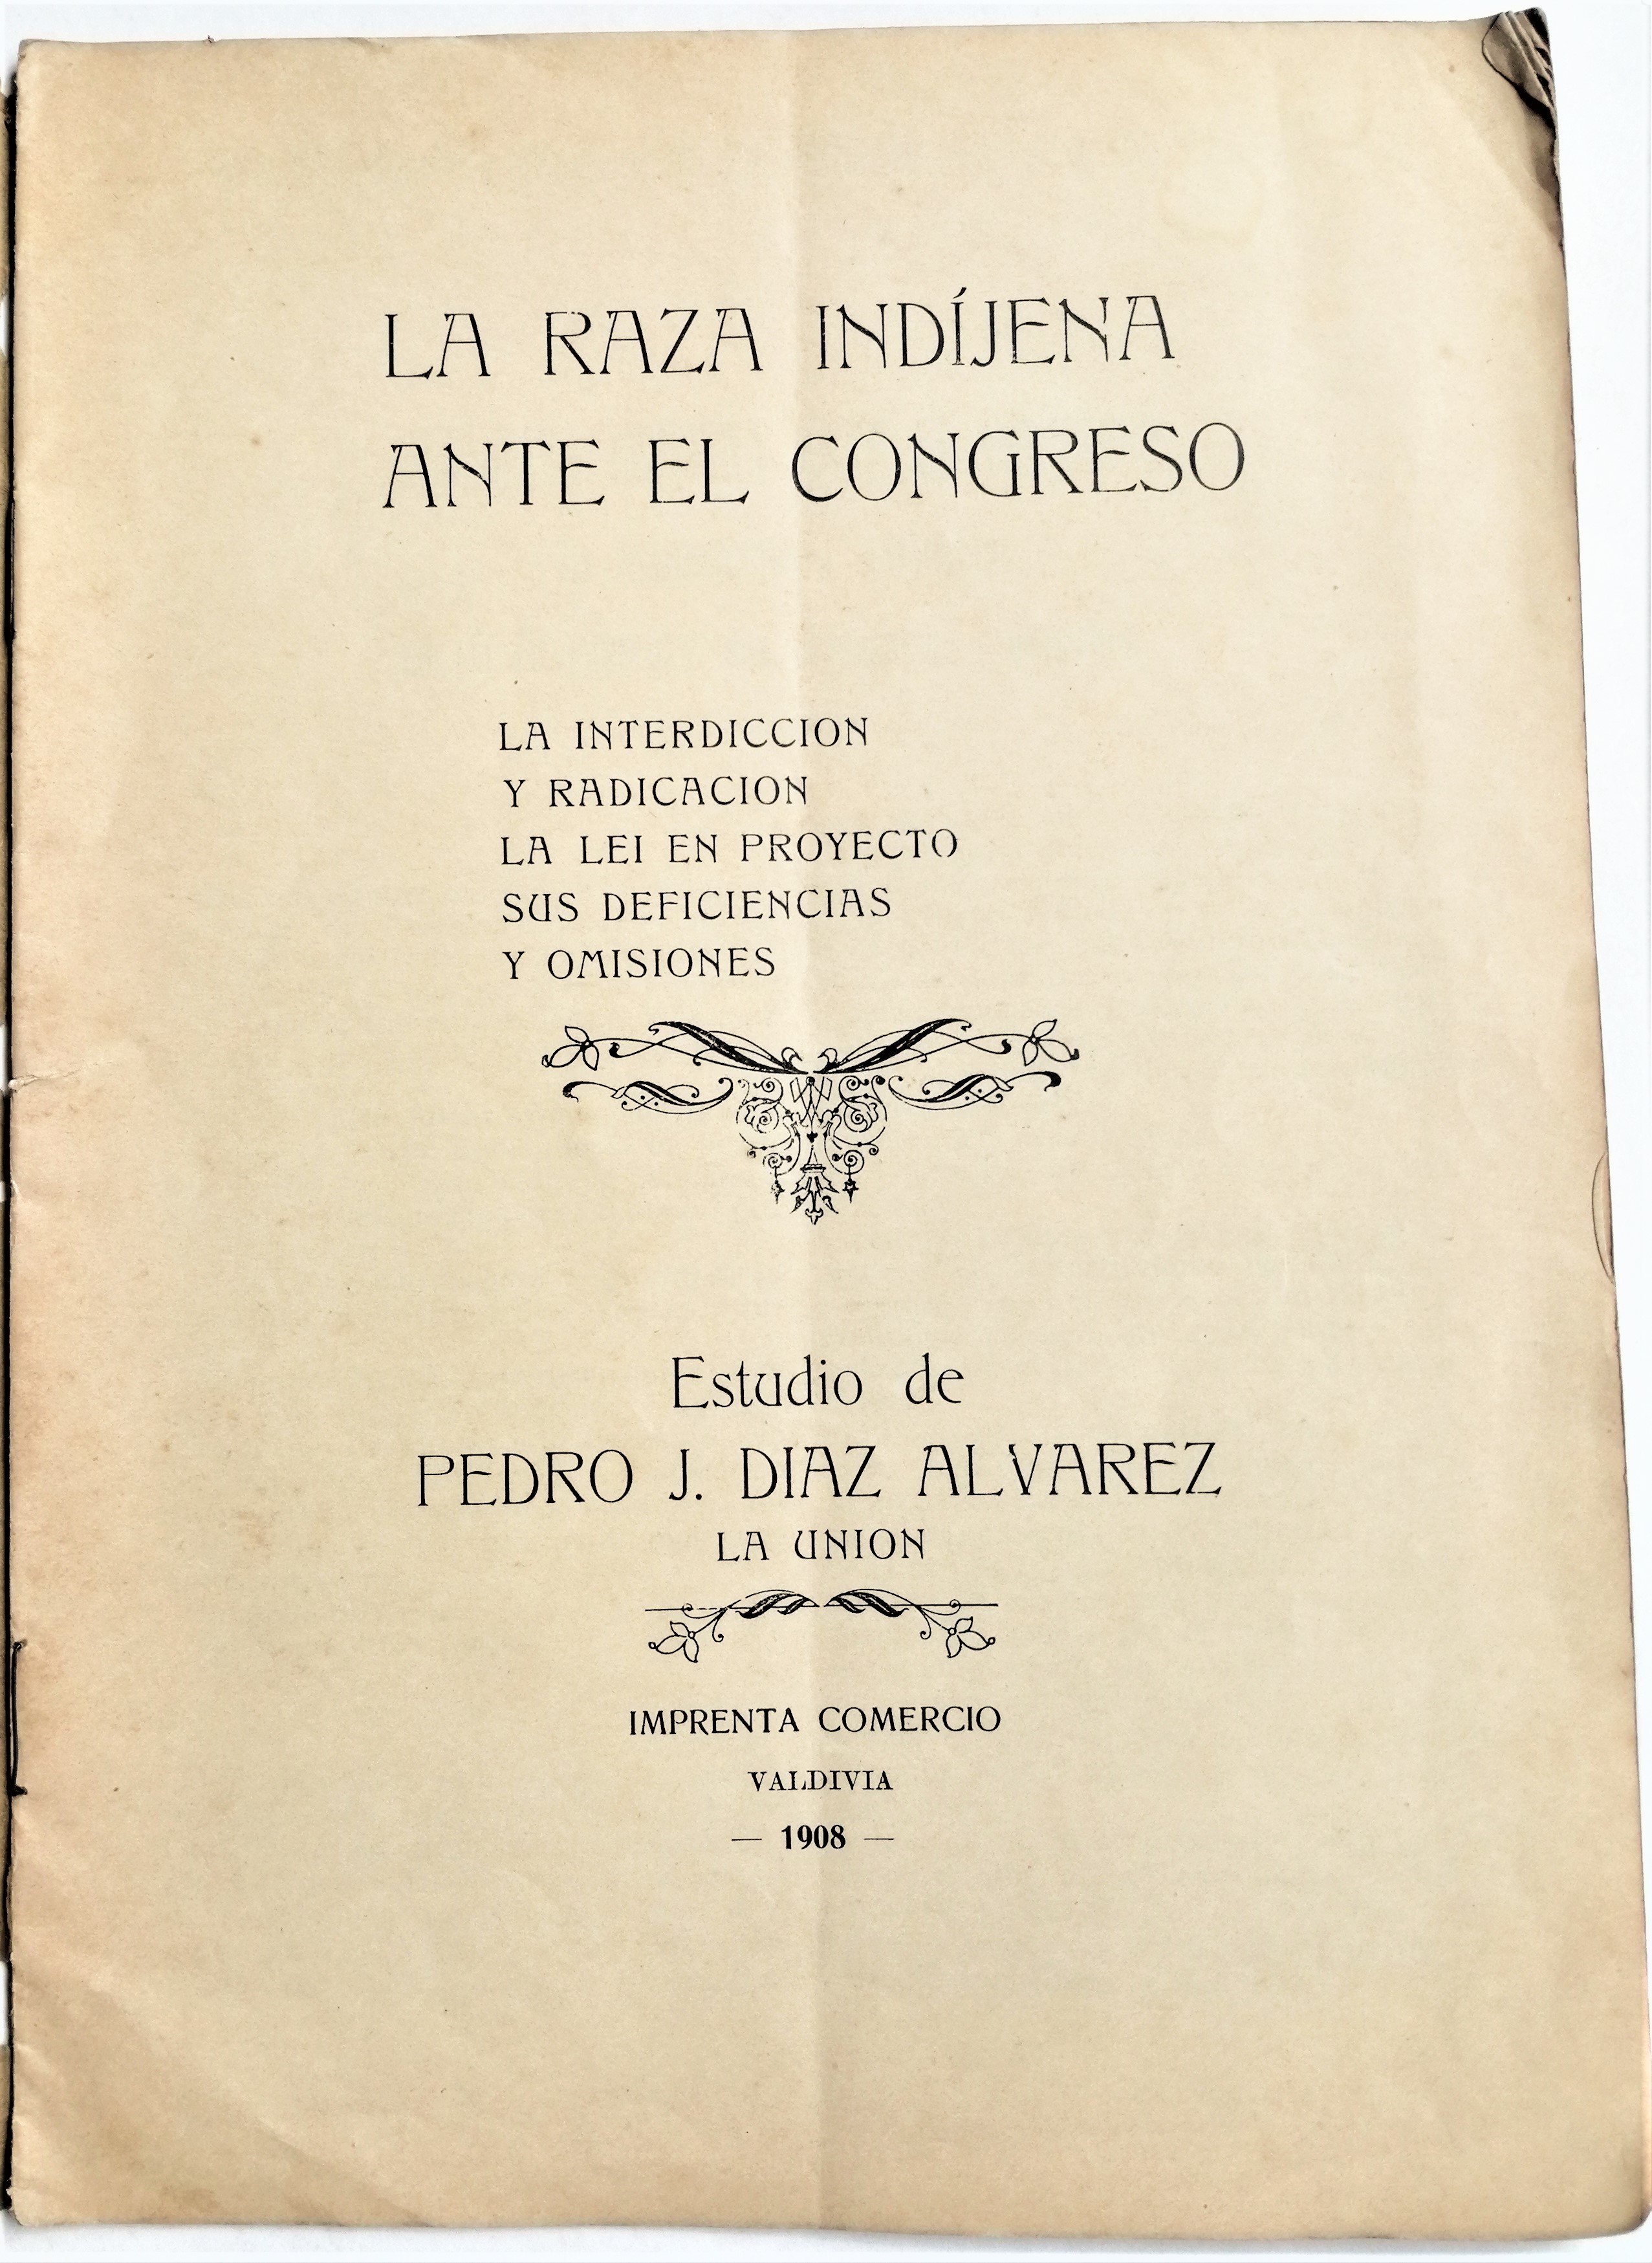 LA RAZA INDÍJENA
ANTE EL CONGRESO
LA INTERDICCION
Y RADICACION
LA LEI EN PROYECTO
SUS DEFICIENCIAS
Y OMISIONES
Estudio de
PEDRO J. DIAZ ALVAREZ
LA UNION
IMPRENTA COMERCIO
VALDIVIA
— 1908 —